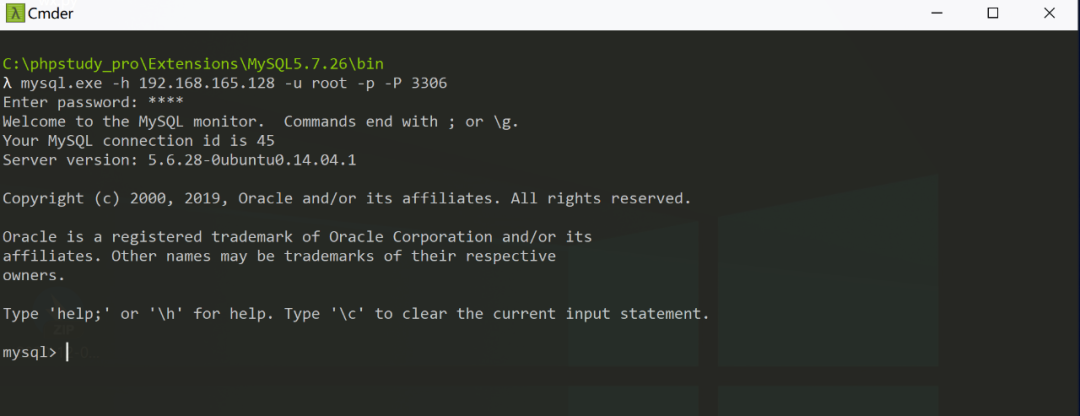 Cmder
C:\phpstudy_pro\Extensions\MySQL5.7.26\bin
λ mysql.exe -h 192.168.165.128 -u root -p -P 3306
Enter password: ****
Welcome to the MySQL monitor.  Commands end with ; or \g.
Your MySQL connection id is 45
Server version: 5.6.28-0ubuntu0.14.04.1
Copyright (c) 2000, 2019, Oracle and/or its affiliates. All rights reserved.
Oracle is a registered trademark of Oracle Corporation and/or its
affiliates. Other names may be trademarks of their respective
owners.
Type 'help;' or '\h' for help. Type '\c' to clear the current input statement.
mysql>